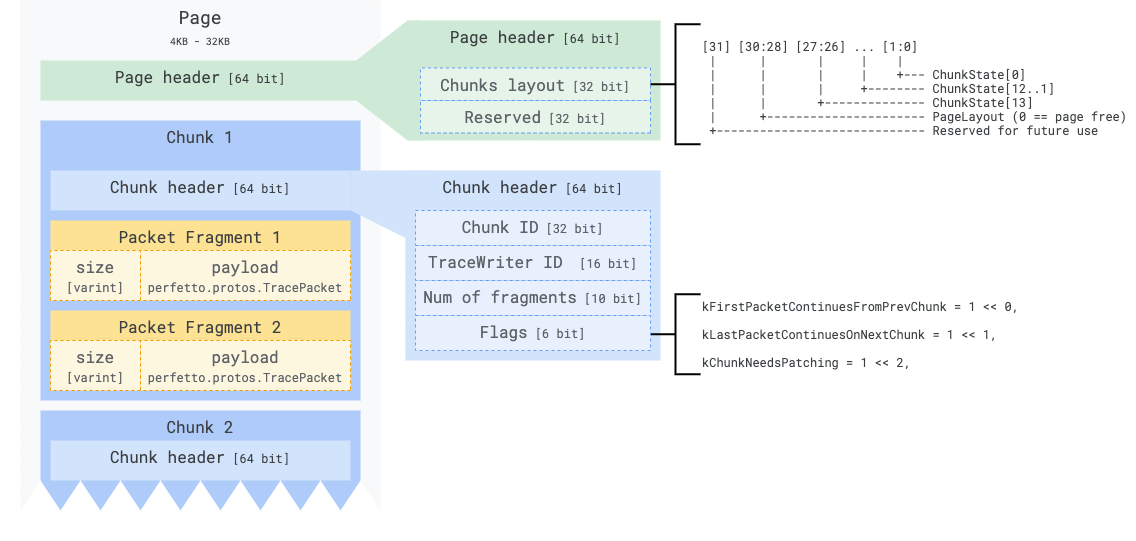 Page
4KB - 32KB
Page header [64 bit]
Chunk 1
Chunk header [64 bit]
Packet Fragment 1
size
[varint]
payload
perfetto.protos.TracePacket
Packet Fragment 2
size
[varint]
payload
perfetto.protos.TracePacket
Chunk 2
Chunk header [64 bit]
Page header [64 bit]
Chunks layout [32 bit]
Reserved [32 bit]
[31] [30:28] [27:26] ... [1:0]
ChunkState[0]
ChunkState[12..1]
ChunkState[13]
PageLayout (0 == page free)
Reserved for future use
Chunk header [64 bit]
Chunk ID [32 bit]
TraceWriter ID [16 bit]
Num of fragments [10 bit]
Flags [6 bit]
kFirstPacketContinuesFromPrevChunk = 1 << 0,
kLastPacketContinuesOnNextChunk = 1 << 1,
kChunkNeedsPatching = 1 << 2,